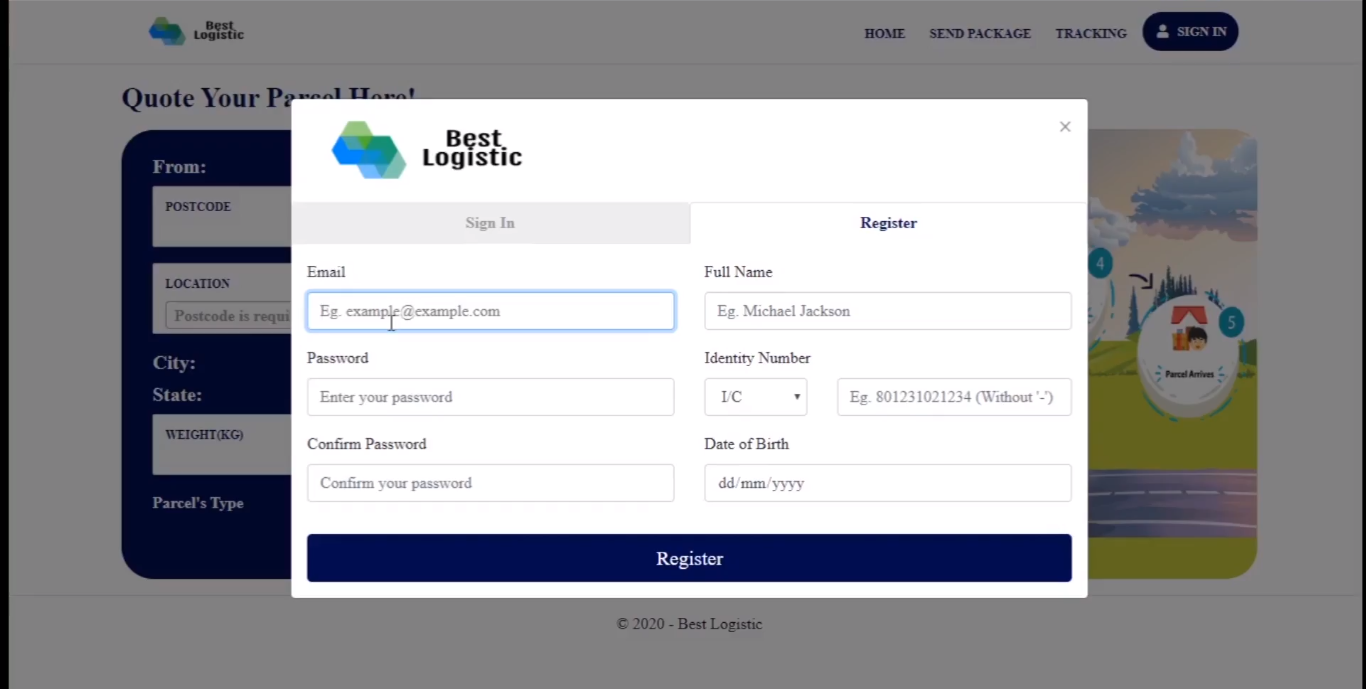 Best
Logistic
HOME
SEND PACKAGE
TRACKING
SIGN IN
Quote Your Parcel Here!
From:
POSTCODE
LOCATION
Postcode is requi
City:
State:
WEIGHT(KG)
Parcel's Type
Best
Logistic
×
Sign In
Register
Email
Eg. example@example.com
Full Name
Eg. Michael Jackson
Password
Enter your password
Identity Number
I/C
Eg. 801231021234 (Without '-')
Confirm Password
Confirm your password
Date of Birth
dd/mm/yyyy
Register
4
5
Parcel Arrives
© 2020 - Best Logistic